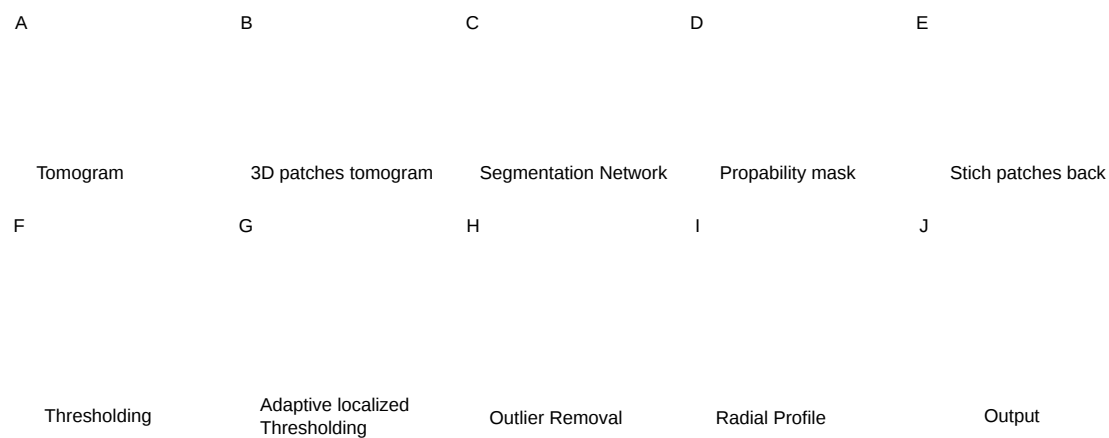 A B C D E
Tomogram 3D patches tomogram Segmentation Network Propability mask Stich patches back
F G H I J
Thresholding Adaptive localized Outlier Removal Radial Profile Output
Thresholding